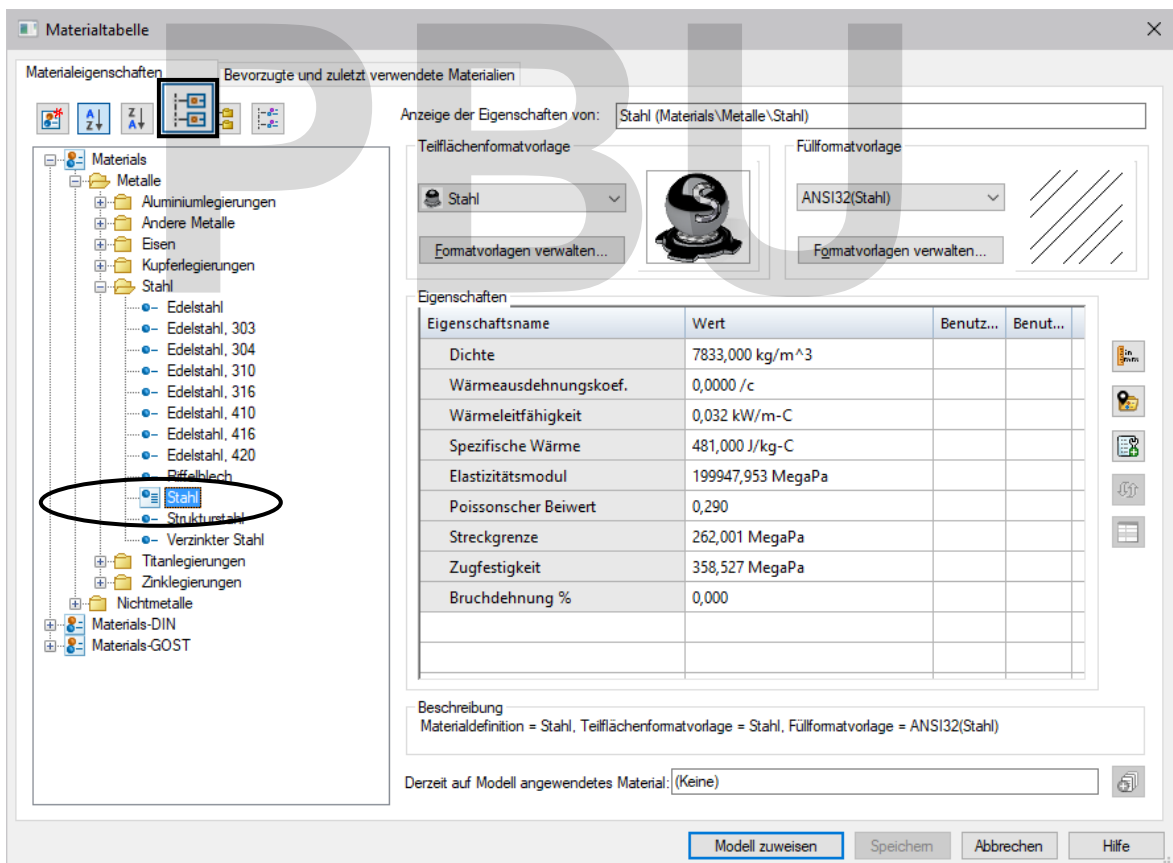 Materialtabelle
Materialeigenschaften
Bevorzugte und zuletzt verwendete Materialien
PBU
Anzeige der Eigenschaften von:
Stahl (Materials\Metalle\Stahl)
Materials
Metalle
Aluminiumlegierungen
Andere Metalle
Eisen
Kupferlegierungen
Stahl
Edelstahl
Edelstahl, 303
Edelstahl, 304
Edelstahl, 310
Edelstahl, 316
Edelstahl, 410
Edelstahl, 416
Edelstahl, 420
Riffelblech
Stahl
Strukturstahl
Verzinkter Stahl
Titanlegierungen
Zinklegierungen
Nichtmetalle
Materials-DIN
Materials-GOST
Teilflächenformatvorlage
Stahl
Formatvorlagen verwalten...
Füllformatvorlage
ANSI32(Stahl)
Formatvorlagen verwalten...
Eigenschaften
Eigenschaftsname Wert Benutz... Benut...
Dichte 7833,000 kg/m^3
Wärmeausdehnungskoef. 0,0000 /c
Wärmeleitfähigkeit 0,032 kW/m-C
Spezifische Wärme 481,000 J/kg-C
Elastizitätsmodul 199947,953 MegaPa
Poissonscher Beiwert 0,290
Streckgrenze 262,001 MegaPa
Zugfestigkeit 358,527 MegaPa
Bruchdehnung % 0,000
Beschreibung
Materialdefinition = Stahl, Teilflächenformatvorlage = Stahl, Füllformatvorlage = ANSI32(Stahl)
Derzeit auf Modell angewendetes Material: (Keine)
Modell zuweisen Speichern Abbrechen Hilfe